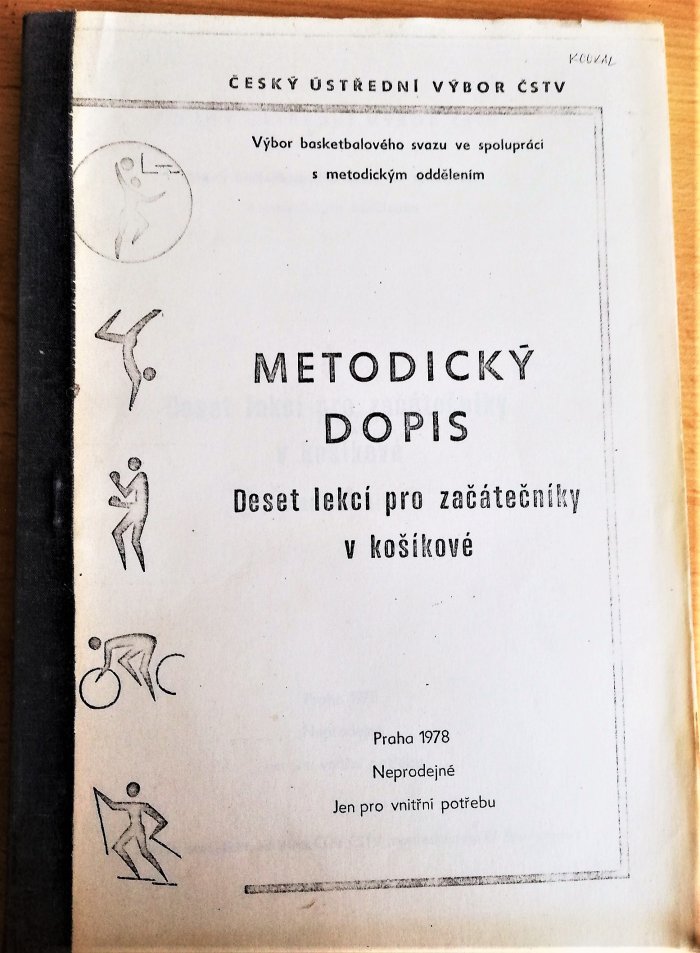 KOUKAL
ČESKÝ ÚSTŘEDNÍ VÝBOR ČSTV
Výbor basketbalového svazu ve spolupráci
s metodickým oddělením
METODICKÝ
DOPIS
Deset lekcí pro začátečníky
v košíkové
Praha 1978
Neprodejné
Jen pro vnitřní potřebu